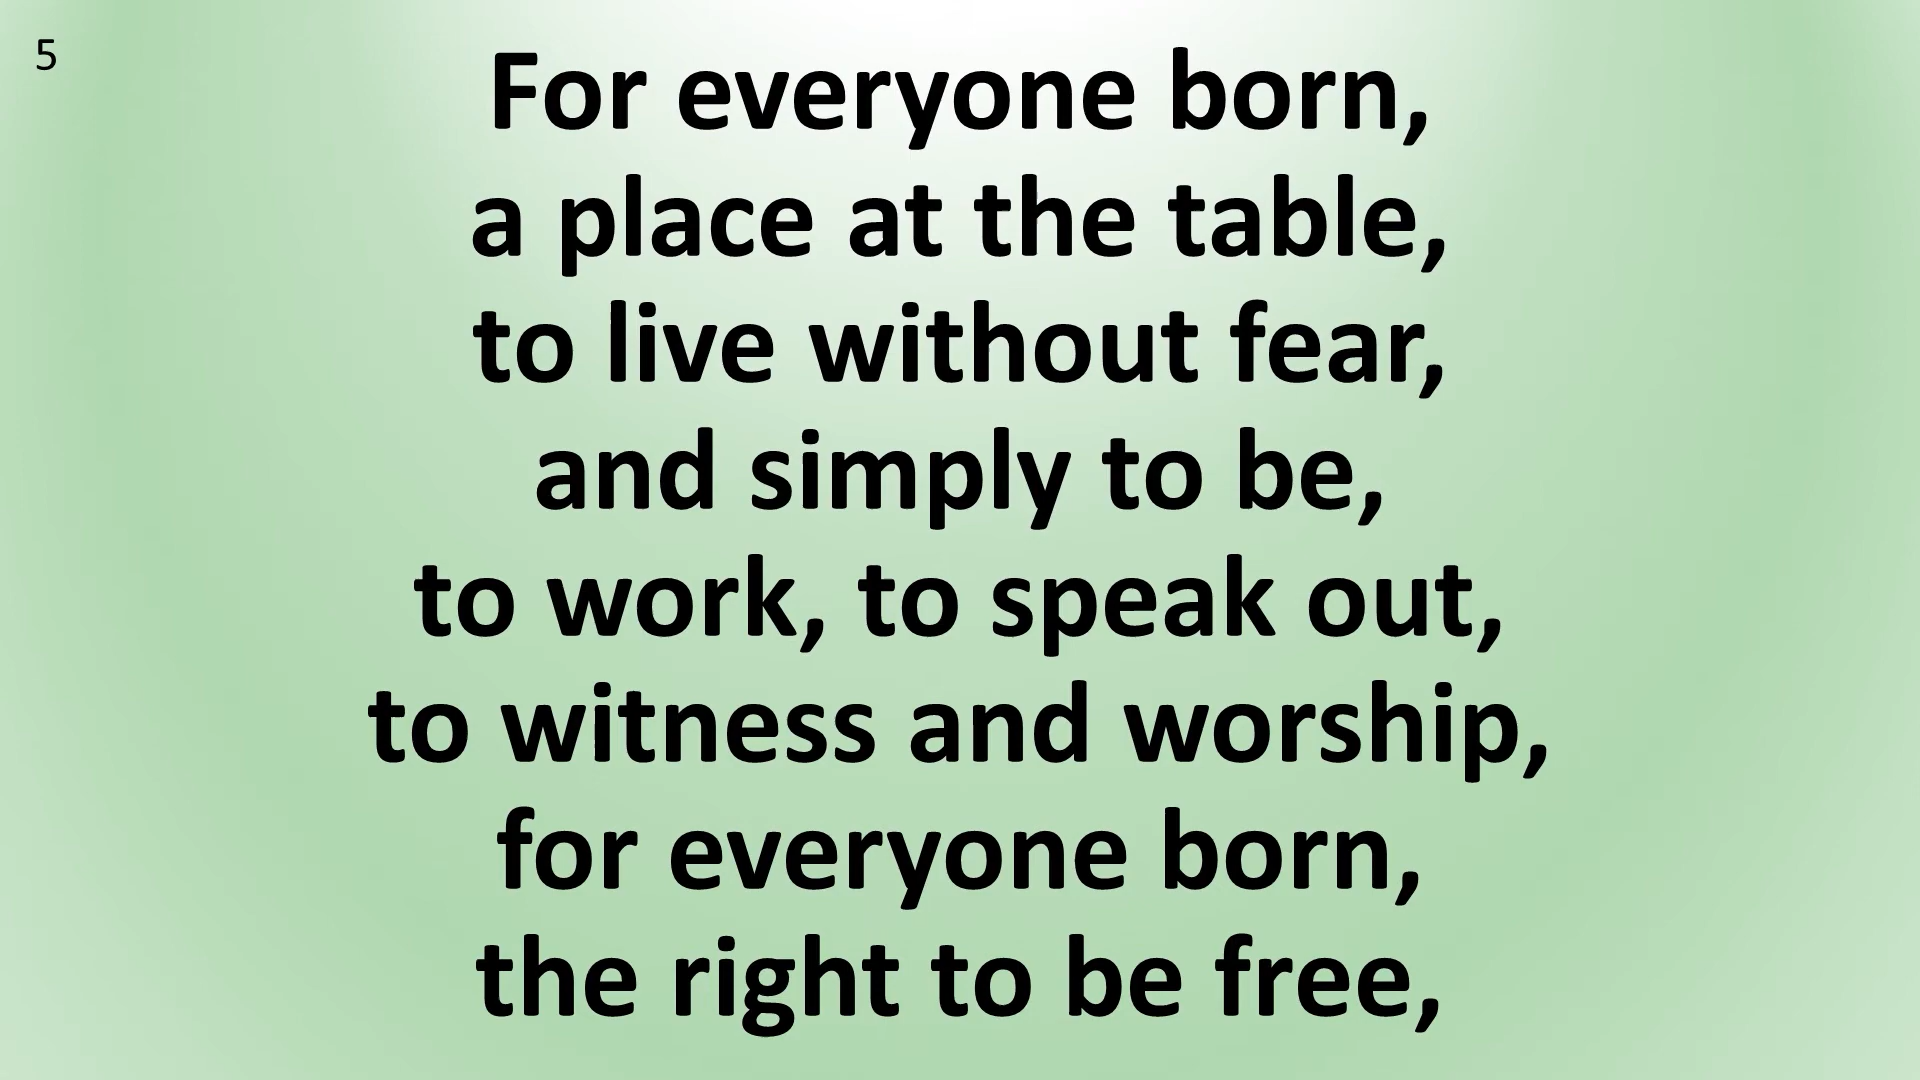 5
For everyone born,
a place at the table,
to live without fear,
and simply to be,
to work, to speak out,
to witness and worship,
for everyone born,
the right to be free,